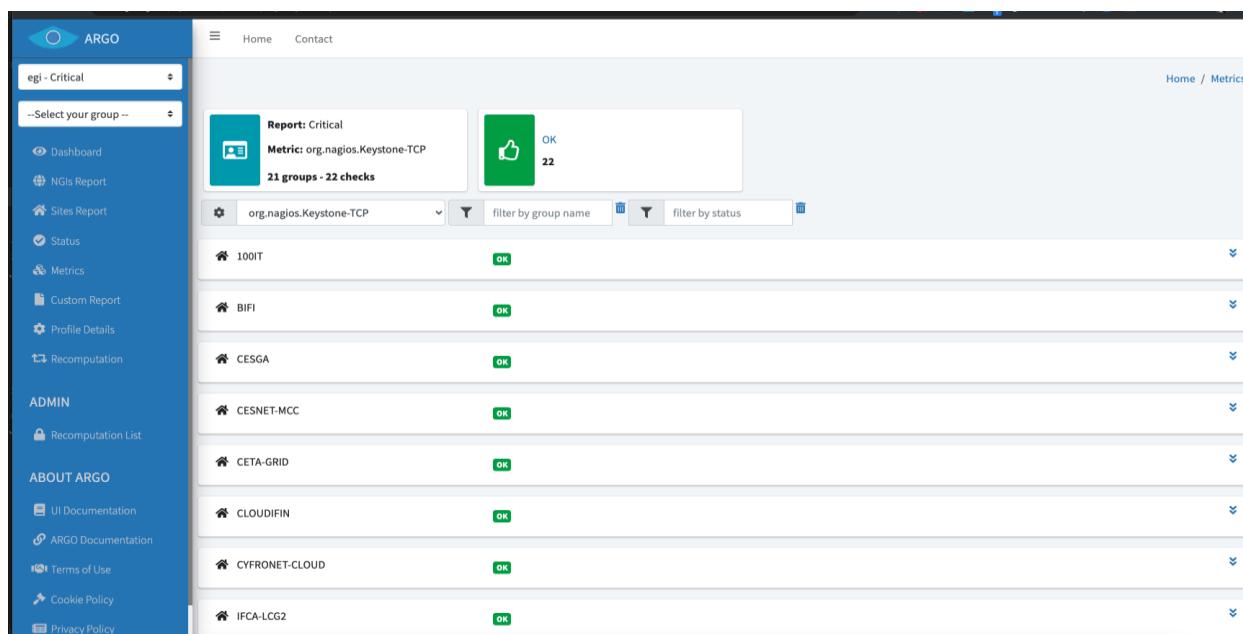 ARGO
Home Contact
egi - Critical
--Select your group --
Home / Metrics
Dashboard
NGIs Report
Sites Report
Status
Metrics
Custom Report
Profile Details
Recomputation
ADMIN
Recomputation List
ABOUT ARGO
UI Documentation
ARGO Documentation
Terms of Use
Cookie Policy
Privacy Policy
Report: Critical
Metric: org.nagios.Keystone-TCP
21 groups - 22 checks
OK
22
org.nagios.Keystone-TCP
filter by group name
filter by status
100IT OK
BIFI OK
CESGA OK
CESNET-MCC OK
CETA-GRID OK
CLOUDIFIN OK
CYFRONET-CLOUD OK
IFCA-LCG2 OK